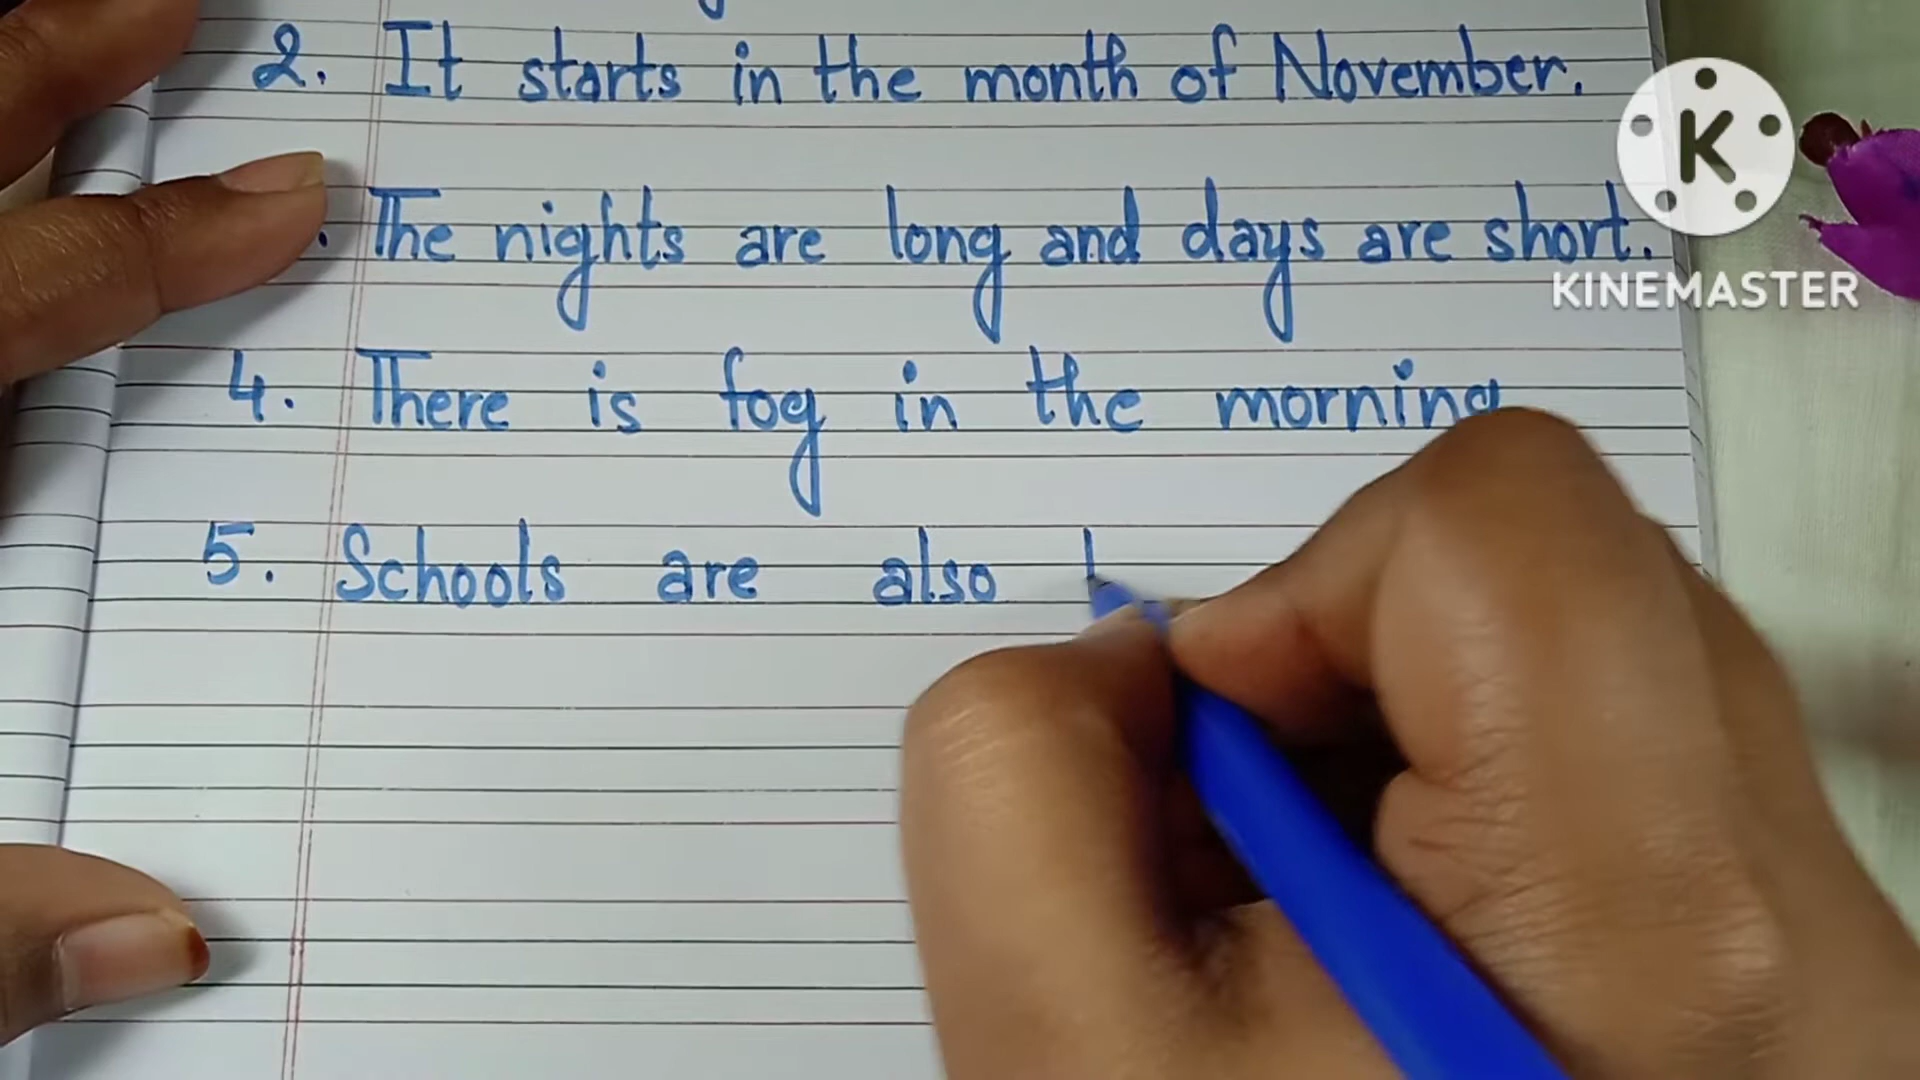 2. It starts in the month of November.
. The nights are long and days are short.
4. There is fog in the morning
5. Schools are also
K
KINEMASTER